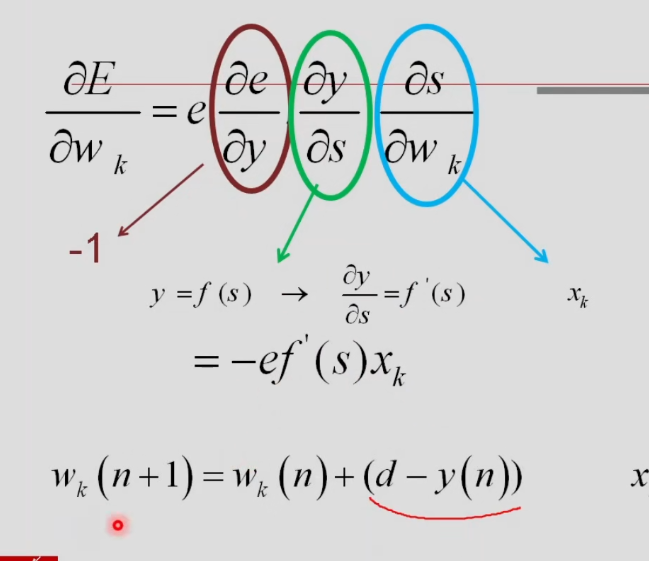 ∂E/∂w_k = e ∂e/∂y . ∂y/∂s ∂s/∂w_k
-1
y = f(s) → ∂y/∂s = f'(s) x_k
= −ef'(s)x_k
w_k(n+1) = w_k(n) + (d − y(n)) x